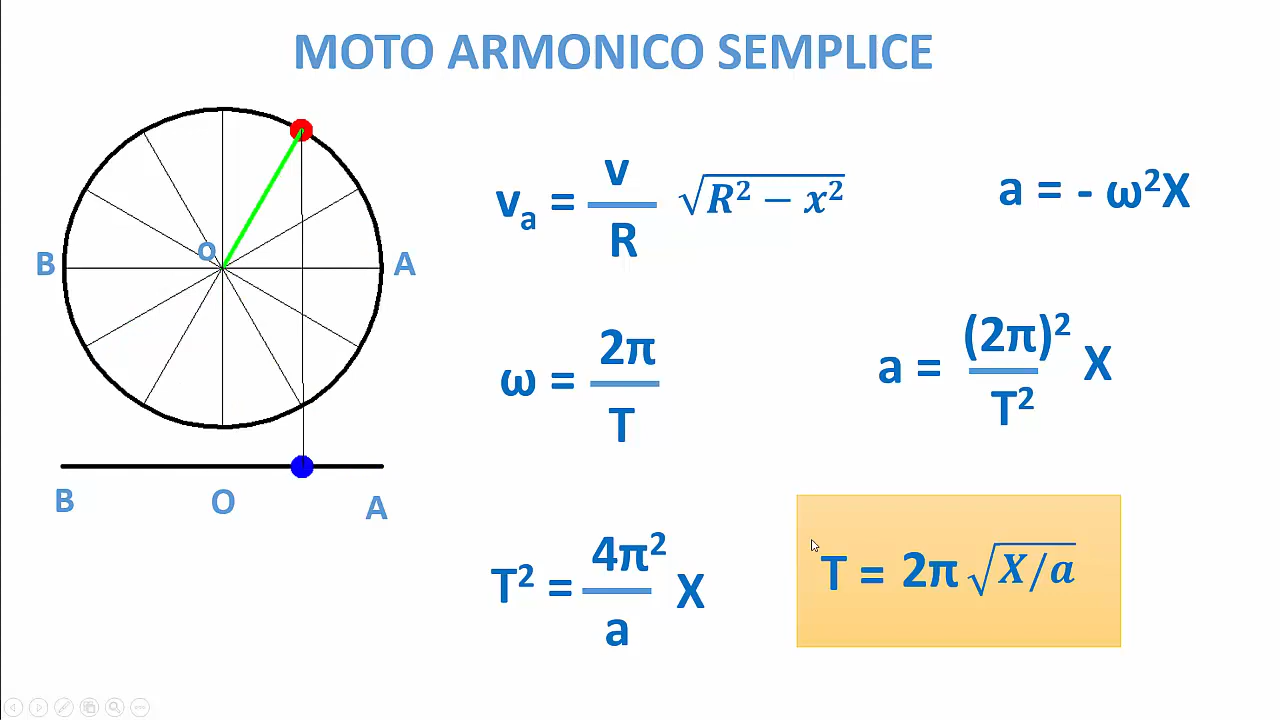 MOTO ARMONICO SEMPLICE
B
O
A
B
O
A
vₐ = v/R √R² − x²
a = - ω²X
ω = 2π/T
a = (2π)²/T² X
T² = 4π²/a X
T = 2π √X/a